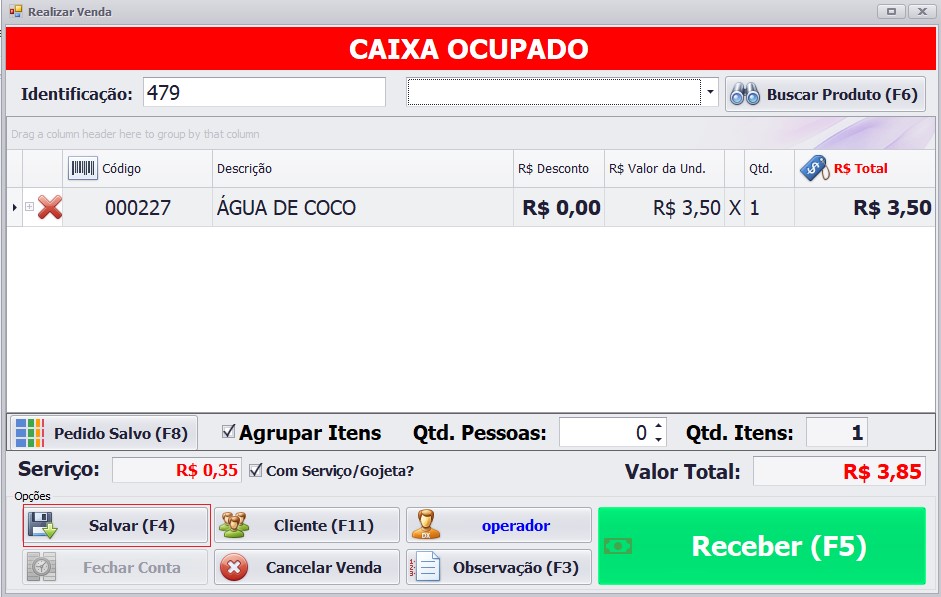 Realizar Venda
CAIXA OCUPADO
Identificação: 479 Buscar Produto (F6)
Drag a column header here to group by that column
Código Descrição R$ Desconto R$ Valor da Und. Qtd. R$ Total
000227 ÁGUA DE COCO R$ 0,00 R$ 3,50 X 1 R$ 3,50
Pedido Salvo (F8) Agrupar Itens Qtd. Pessoas: 0 Qtd. Itens: 1
Serviço: R$ 0,35 Com Serviço/Gojeta? Valor Total: R$ 3,85
Opções
Salvar (F4) Cliente (F11) operador Receber (F5)
Fechar Conta Cancelar Venda Observação (F3)